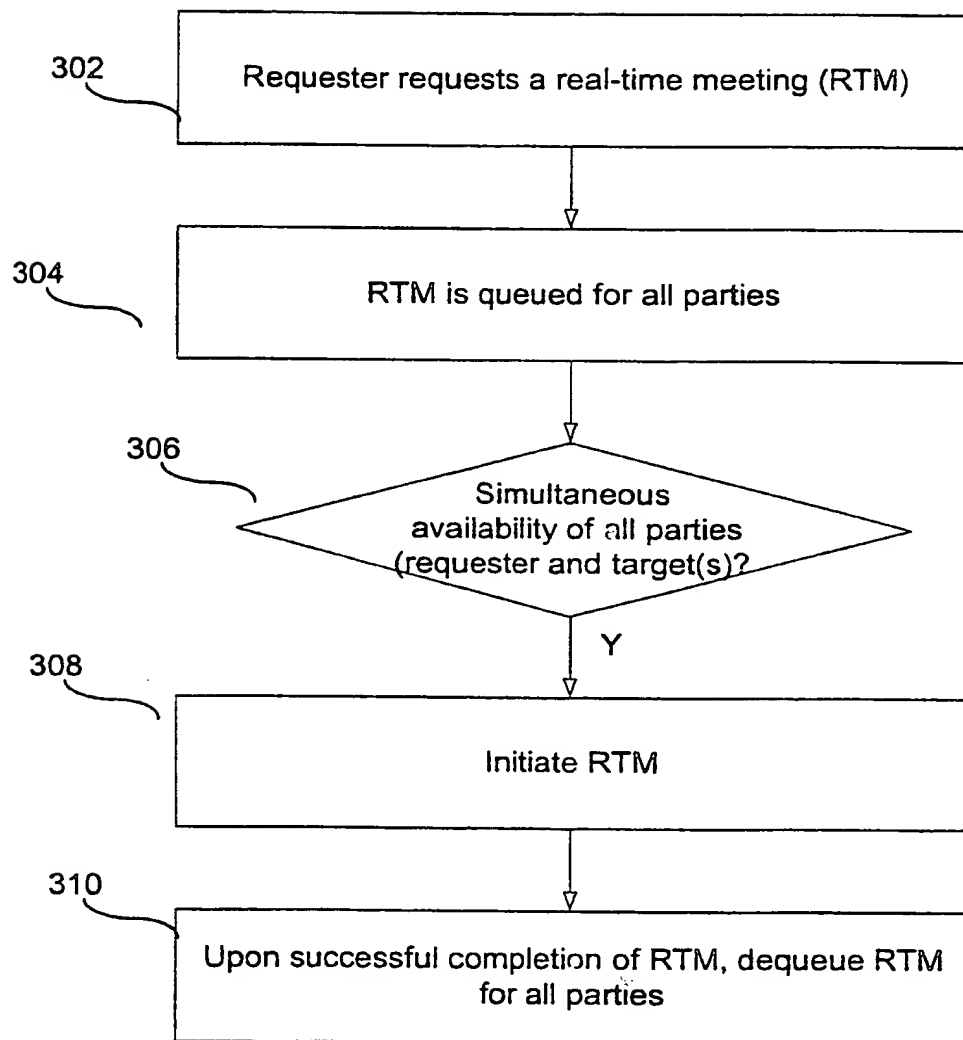 302
Requester requests a real-time meeting (RTM)
304
RTM is queued for all parties
306
Simultaneous
availability of all parties
(requester and target(s)?
Y
308
Initiate RTM
310
Upon successful completion of RTM, dequeue RTM
for all parties